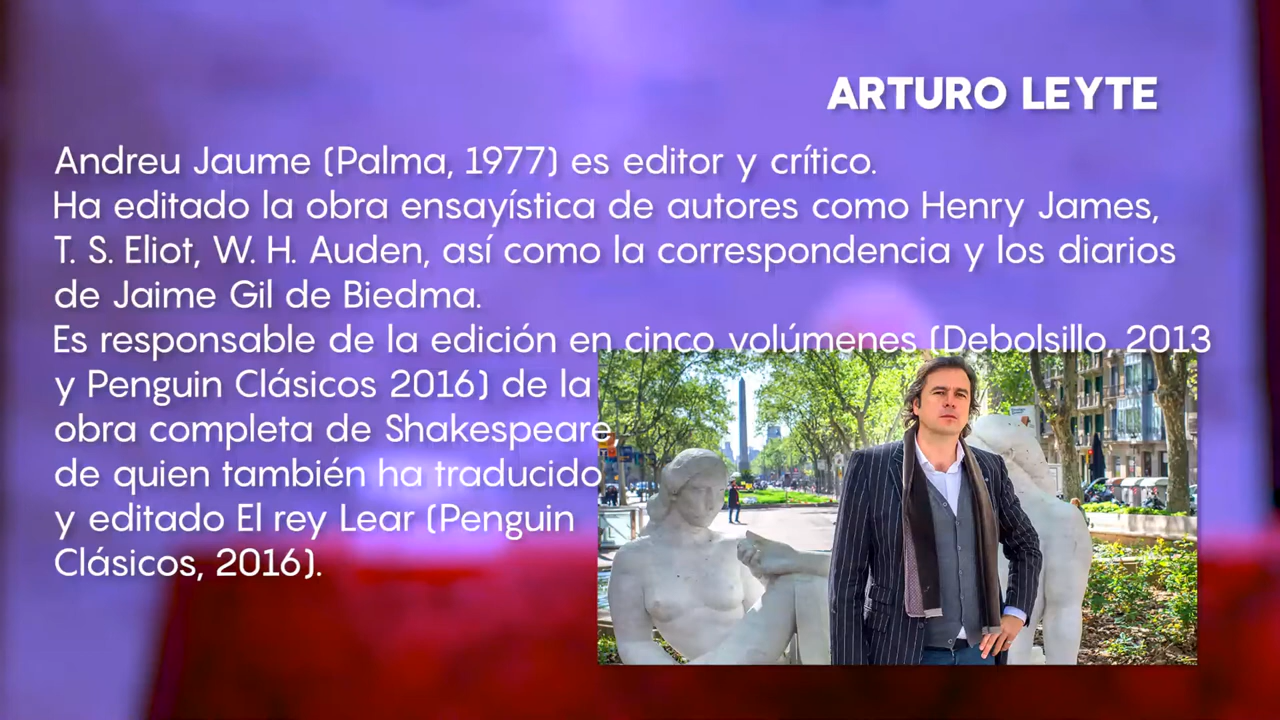 ARTURO LEYTE
Andreu Jaume (Palma, 1977) es editor y crítico.
Ha editado la obra ensayística de autores como Henry James,
T. S. Eliot, W. H. Auden, así como la correspondencia y los diarios
de Jaime Gil de Biedma.
Es responsable de la edición en cinco volúmenes (Debolsillo, 2013
y Penguin Clásicos 2016) de la
obra completa de Shakespeare,
de quien también ha traducido
y editado El rey Lear (Penguin
Clásicos, 2016).